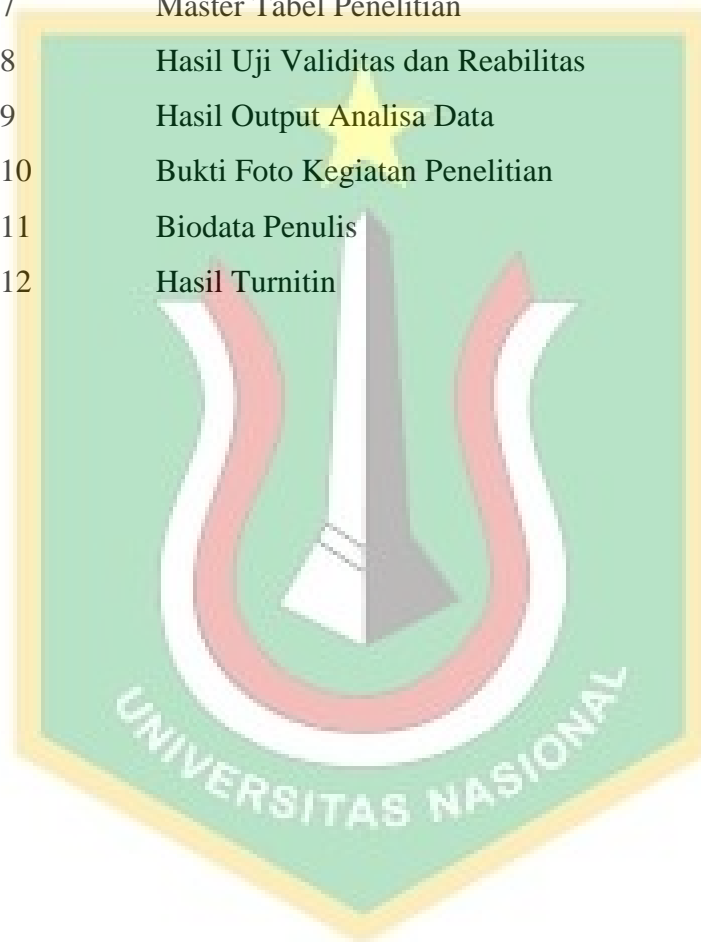 7 Master Tabel Penelitian
8 Hasil Uji Validitas dan Reabilitas
9 Hasil Output Analisa Data
10 Bukti Foto Kegiatan Penelitian
11 Biodata Penulis
12 Hasil Turnitin
UNIVERSITAS NASIONAL